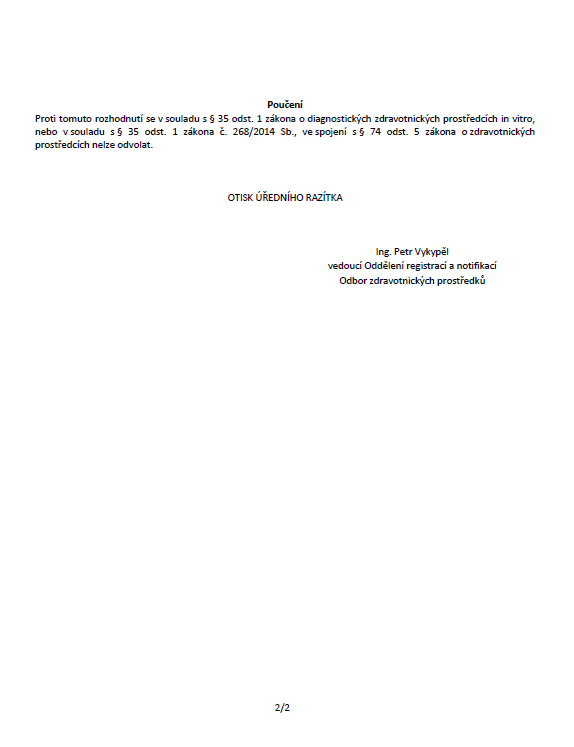 Poučení
Proti tomuto rozhodnutí se v souladu s § 35 odst. 1 zákona o diagnostických zdravotnických prostředcích in vitro,
nebo v souladu s § 35 odst. 1 zákona č. 268/2014 Sb., ve spojení s § 74 odst. 5 zákona o zdravotnických
prostředcích nelze odvolat.
OTISK ÚŘEDNÍHO RAZÍTKA
Ing. Petr Vykypěl
vedoucí Oddělení registrací a notifikací
Odbor zdravotnických prostředků
2/2